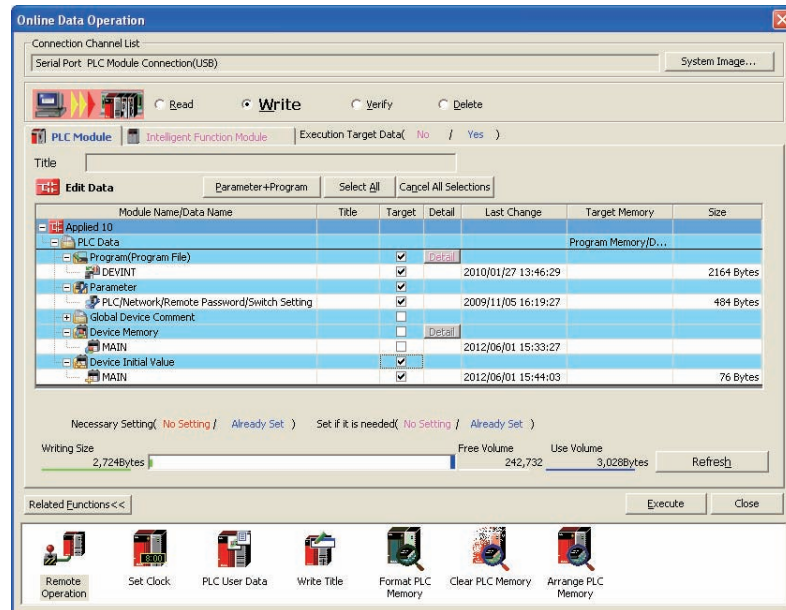 Online Data Operation
Connection Channel List
Serial Port PLC Module Connection(USB)
System Image...
Read
Write
Verify
Delete
PLC Module
Intelligent Function Module
Execution Target Data( No / Yes )
Title
Edit Data
Parameter+Program
Select All
Cancel All Selections
Module Name/Data Name Title Target Detail Last Change Target Memory Size
Applied 10
PLC Data Program Memory/D...
Program(Program File) Detail
DEVINT 2010/01/27 13:46:29 2164 Bytes
Parameter
PLC/Network/Remote Password/Switch Setting 2009/11/05 16:19:27 484 Bytes
Global Device Comment
Device Memory Detail
MAIN 2012/06/01 15:33:27
Device Initial Value
MAIN 2012/06/01 15:44:03 76 Bytes
Necessary Setting( No Setting / Already Set ) Set if it is needed( No Setting / Already Set )
Writing Size Free Volume Use Volume
2,724Bytes 242,732 3,028Bytes
Refresh
Related Functions<<
Execute
Close
8:00
Remote Operation
Set Clock
PLC User Data
Write Title
Format PLC Memory
Clear PLC Memory
Arrange PLC Memory